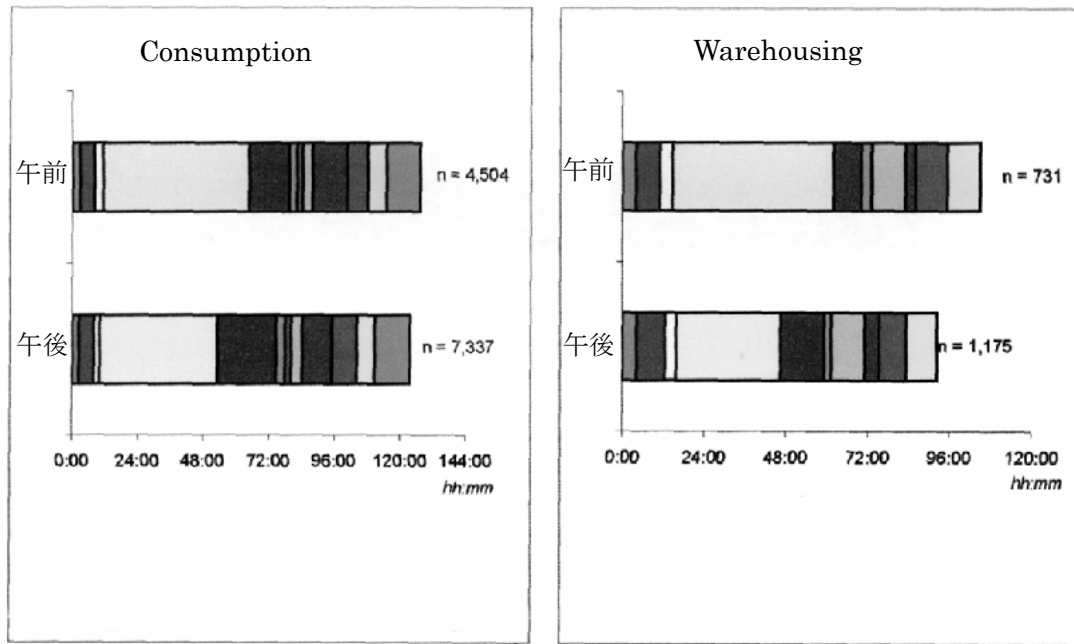 Consumption
午前
n = 4,504
午後
n = 7,337
0:00 24:00 48:00 72:00 96:00 120:00 144:00
hh:mm
Warehousing
午前
n = 731
午後
n = 1,175
0:00 24:00 48:00 72:00 96:00 120:00
hh:mm